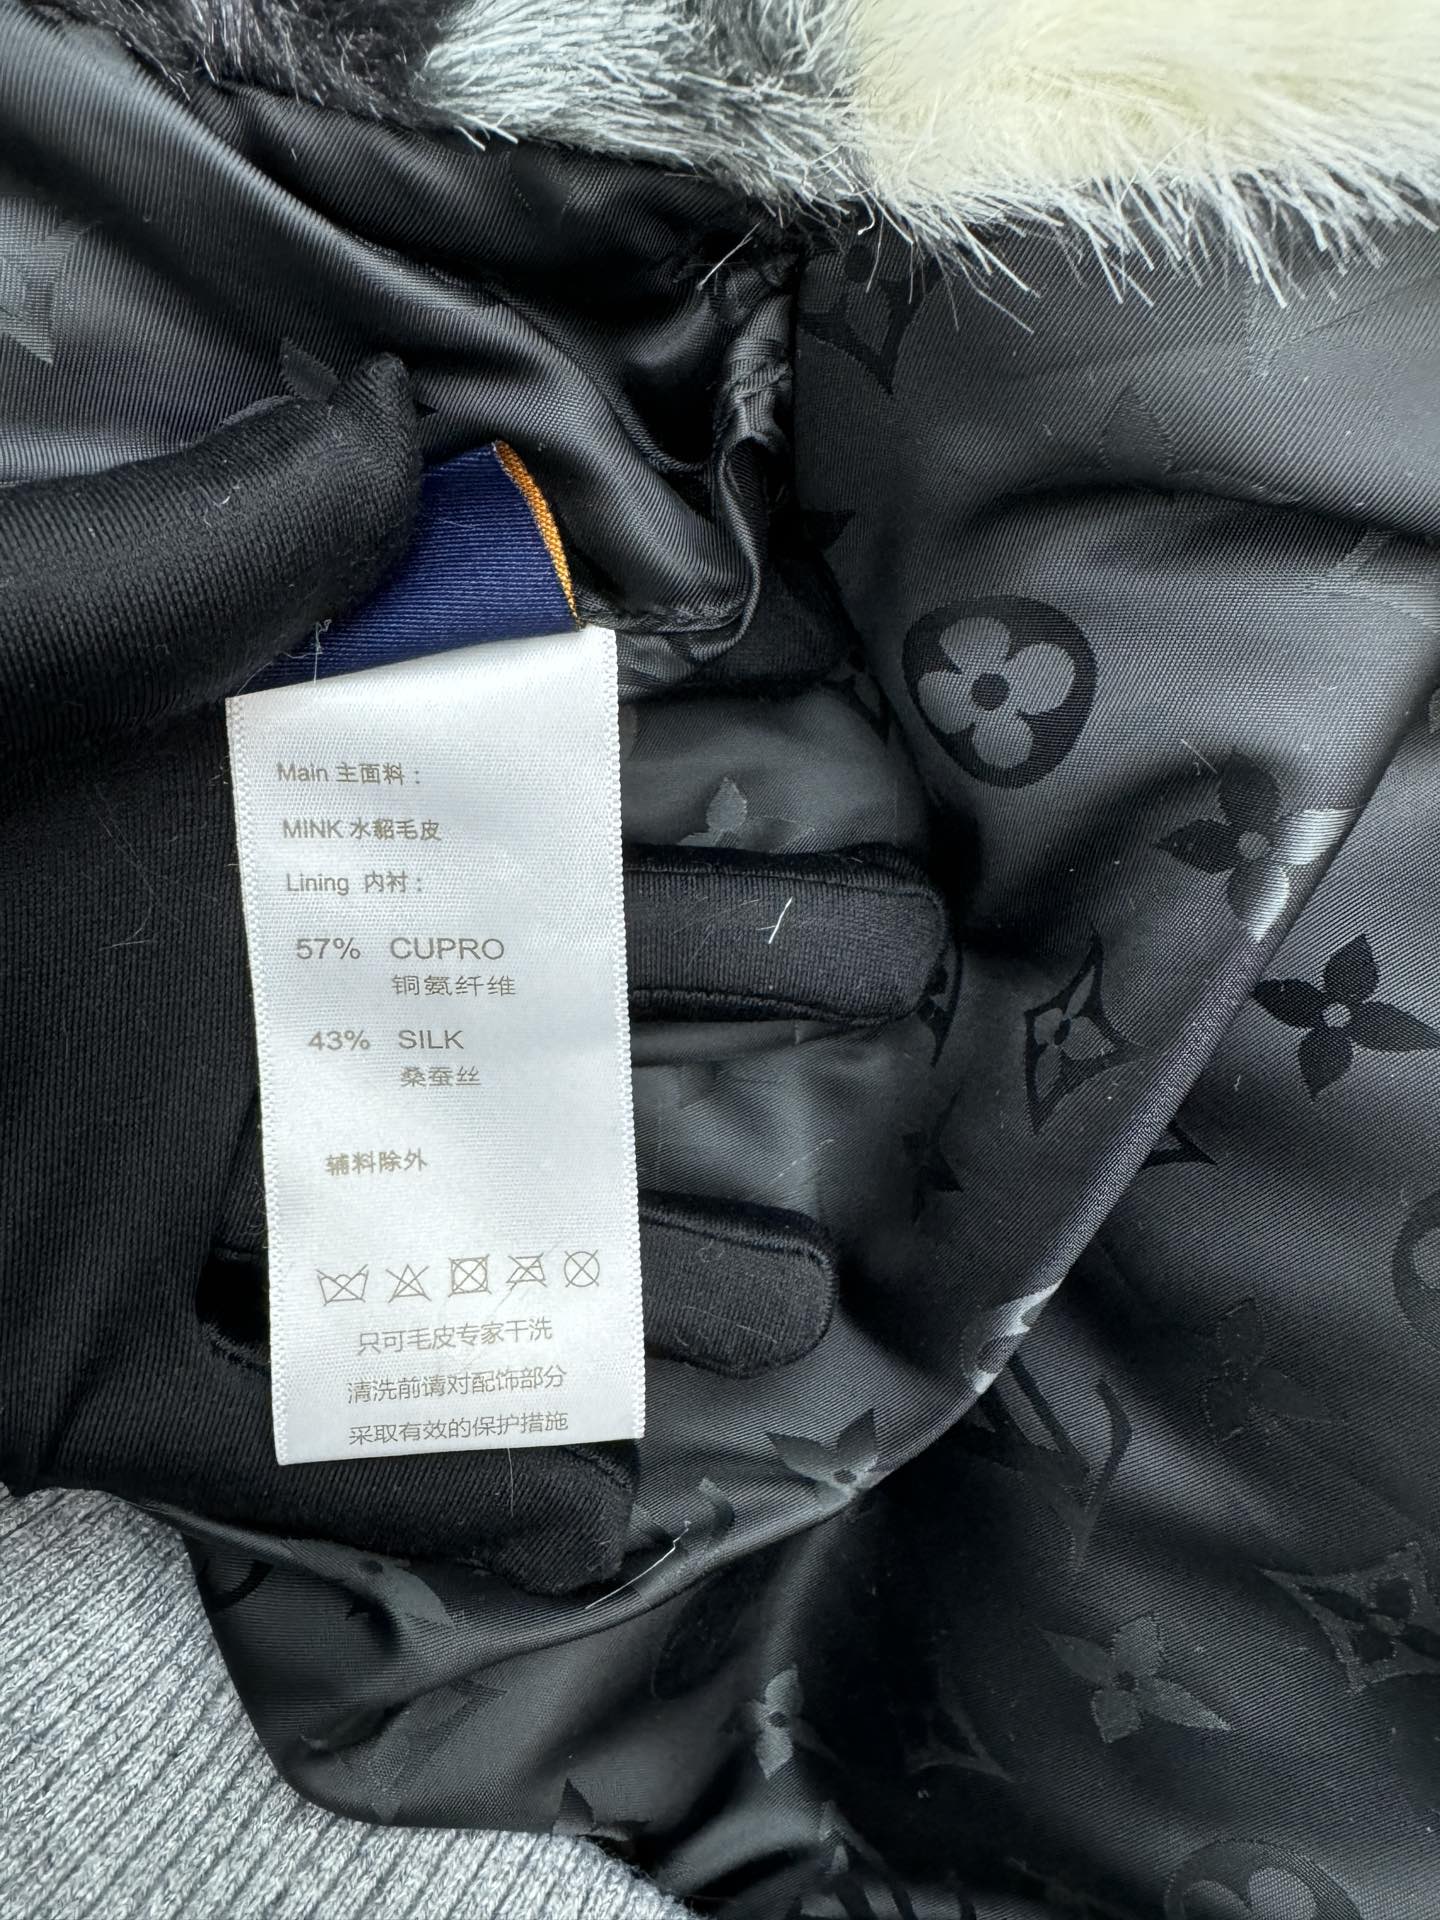 Main 主面料：
MINK 水貂毛皮
Lining 内衬：
57% CUPRO
铜氨纤维
43% SILK
桑蚕丝
辅料除外
只可毛皮专家干洗
清洗前请对配饰部分
采取有效的保护措施